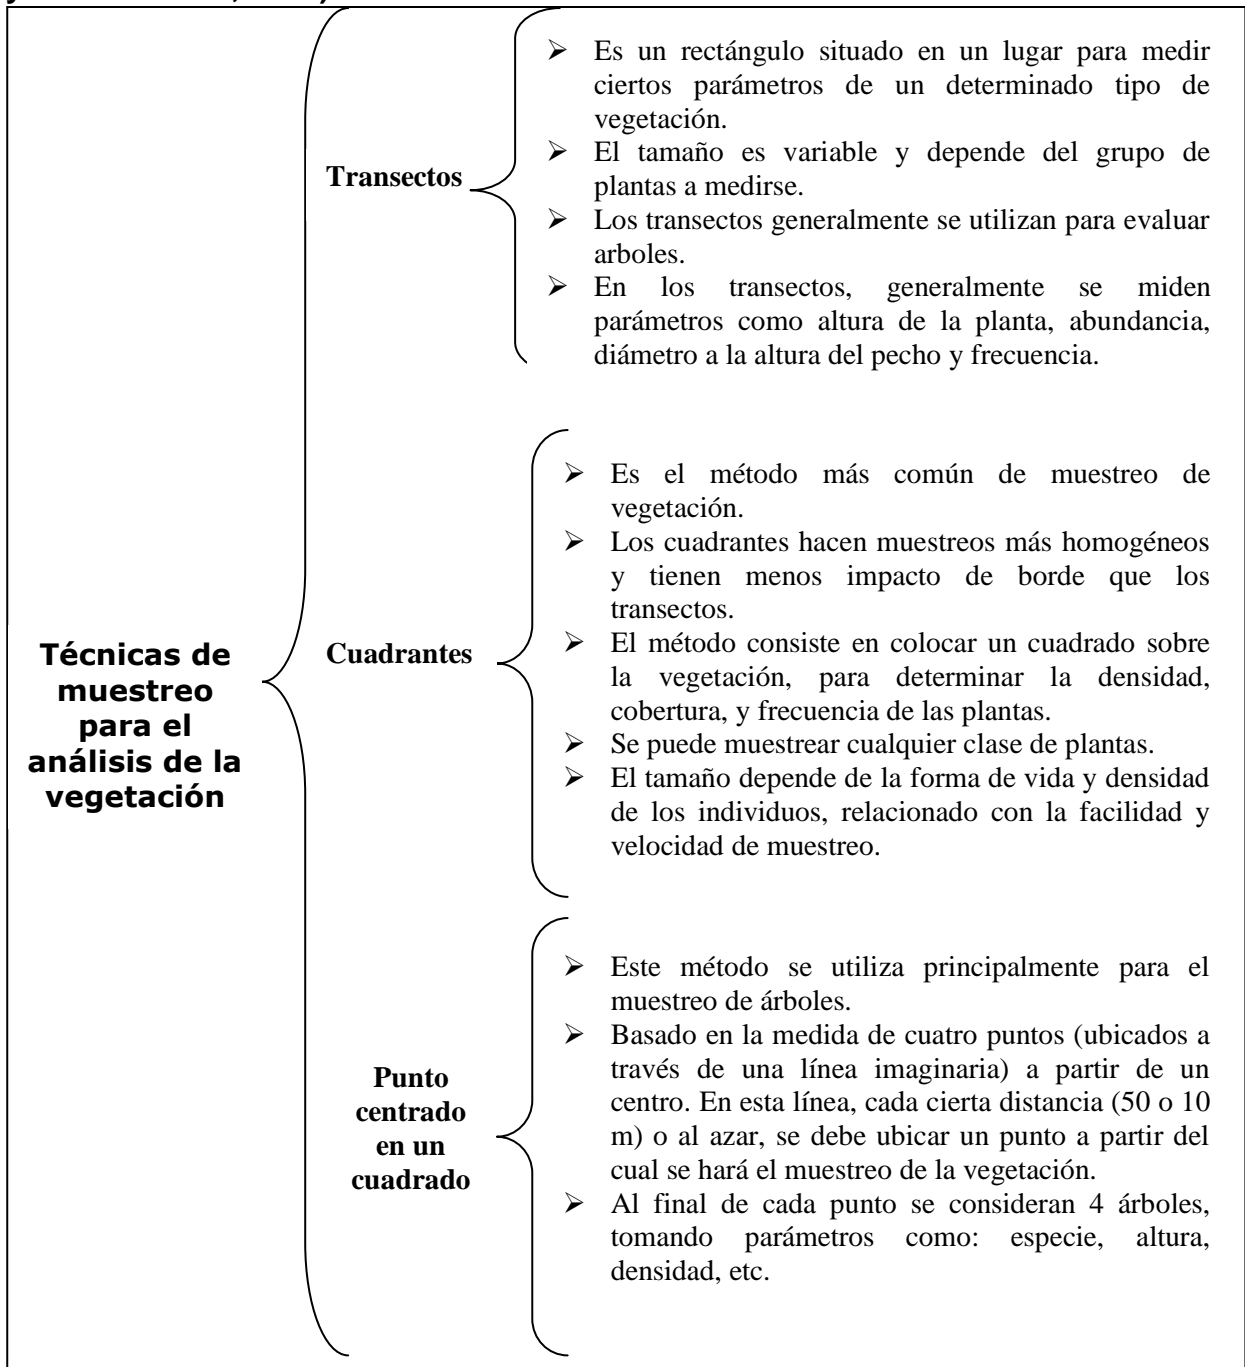 Es un rectángulo situado en un lugar para medir
ciertos parámetros de un determinado tipo de
vegetación.
El tamaño es variable y depende del grupo de
plantas a medirse.
Los transectos generalmente se utilizan para evaluar
arboles.
En los transectos, generalmente se miden
parámetros como altura de la planta, abundancia,
diámetro a la altura del pecho y frecuencia.
Transectos
Es el método más común de muestreo de
vegetación.
Los cuadrantes hacen muestreos más homogéneos
y tienen menos impacto de borde que los
transectos.
El método consiste en colocar un cuadrado sobre
la vegetación, para determinar la densidad,
cobertura, y frecuencia de las plantas.
Se puede muestrear cualquier clase de plantas.
El tamaño depende de la forma de vida y densidad
de los individuos, relacionado con la facilidad y
velocidad de muestreo.
Cuadrantes
Técnicas de
muestreo
para el
análisis de la
vegetación
Este método se utiliza principalmente para el
muestreo de árboles.
Basado en la medida de cuatro puntos (ubicados a
través de una línea imaginaria) a partir de un
centro. En esta línea, cada cierta distancia (50 o 10
m) o al azar, se debe ubicar un punto a partir del
cual se hará el muestreo de la vegetación.
Al final de cada punto se consideran 4 árboles,
tomando parámetros como: especie, altura,
densidad, etc.
Punto
centrado
en un
cuadrado